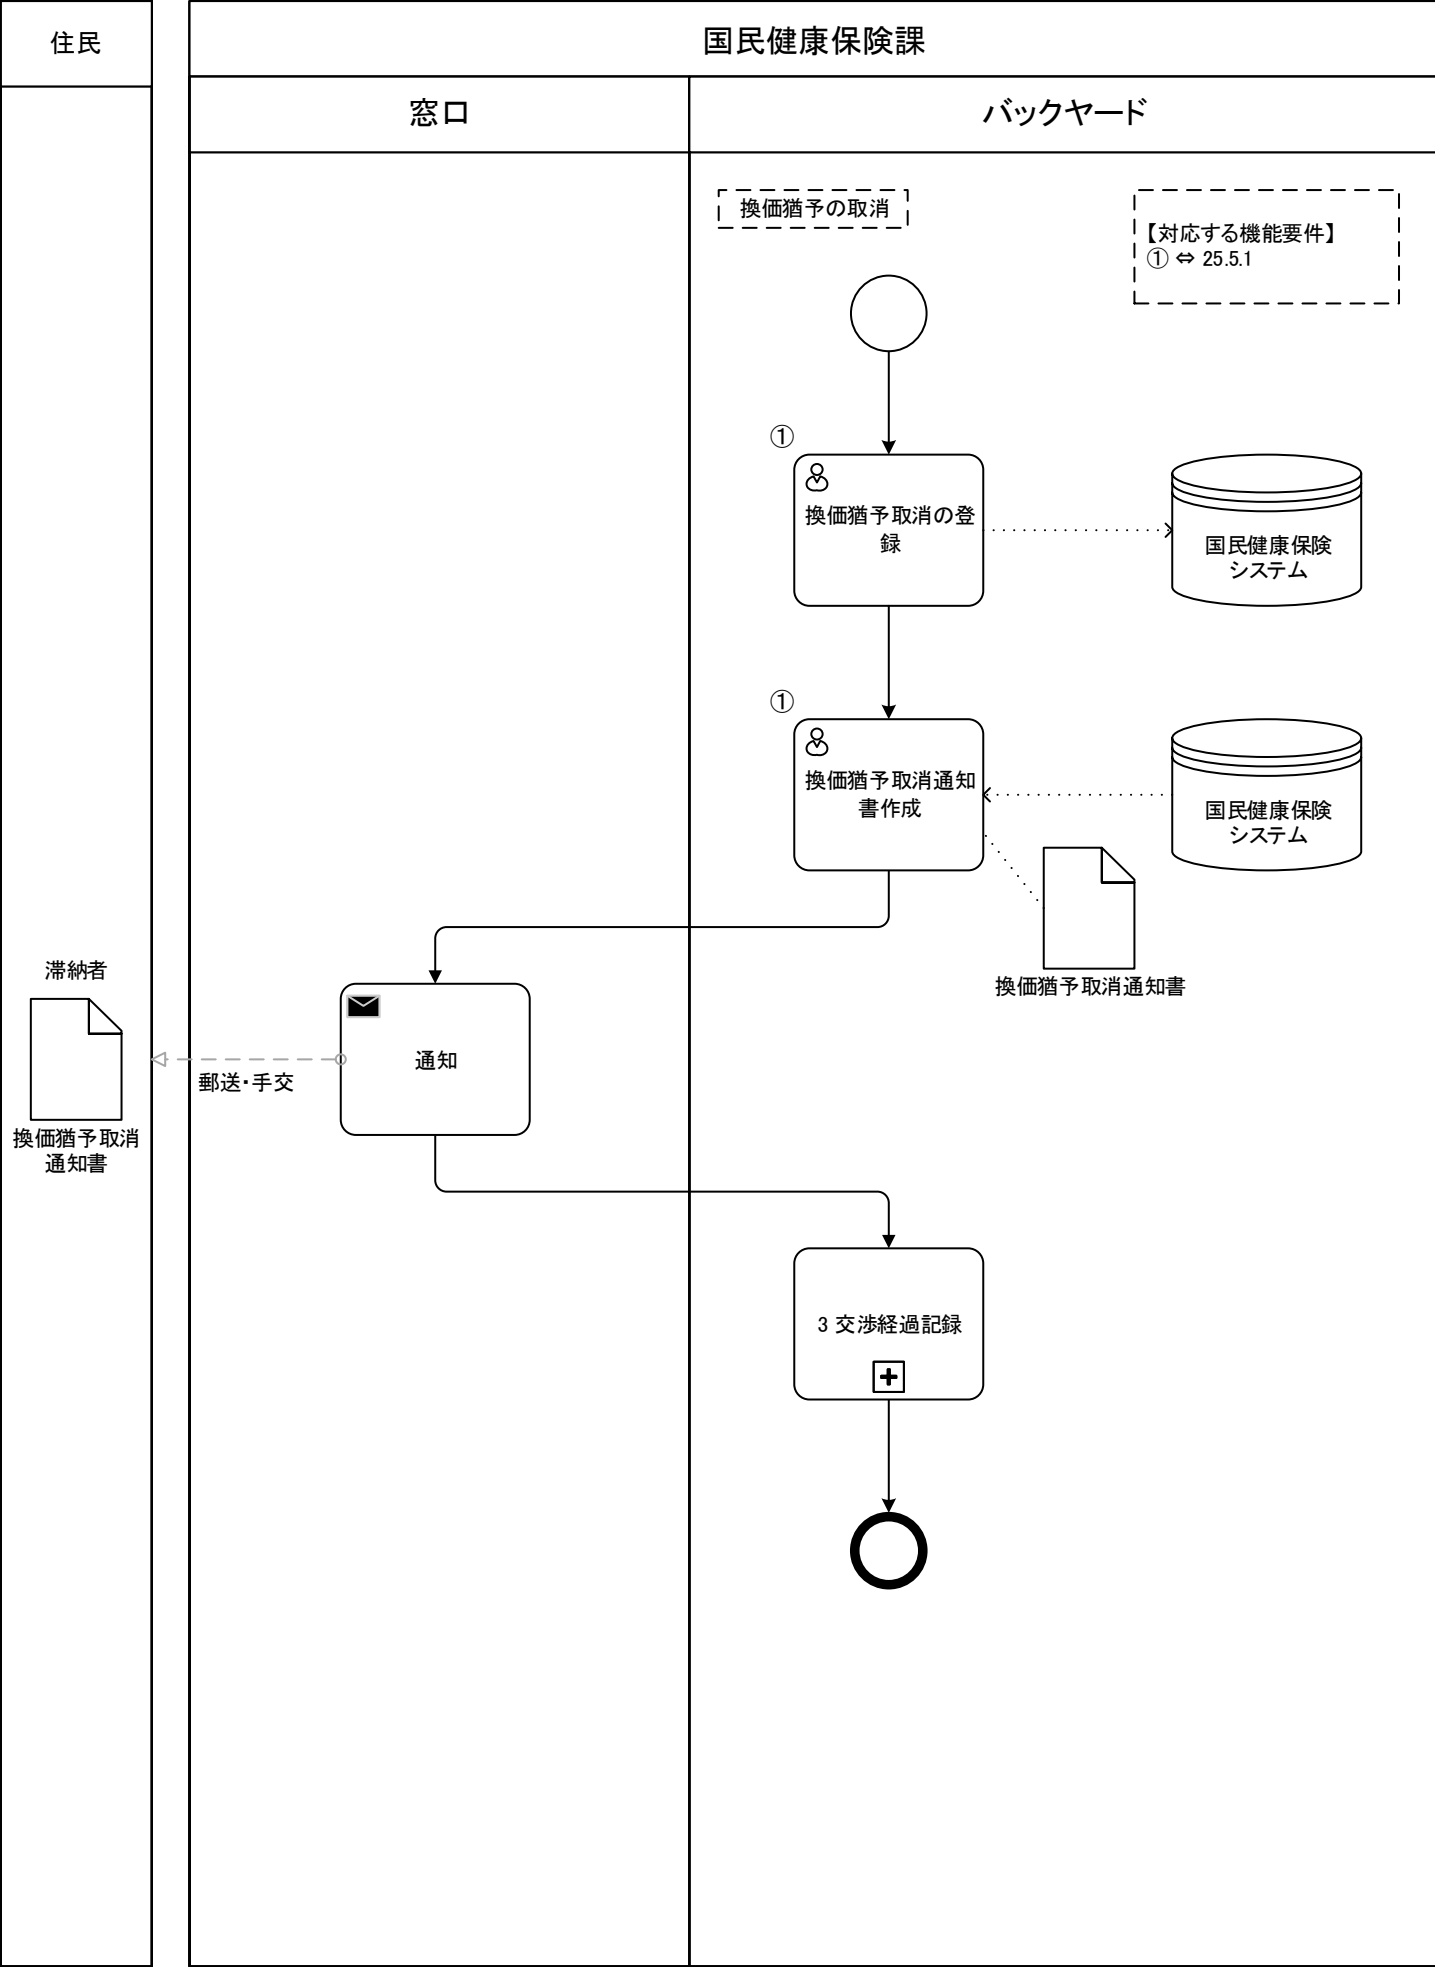 住民
国民健康保険課
窓口
バックヤード
換価猶予の取消
【対応する機能要件】
① ⇔ 25.5.1
①
換価猶予取消の登
録
国民健康保険
システム
①
換価猶予取消通知
書作成
国民健康保険
システム
換価猶予取消通知書
滞納者
換価猶予取消
通知書
郵送・手交
通知
3 交渉経過記録